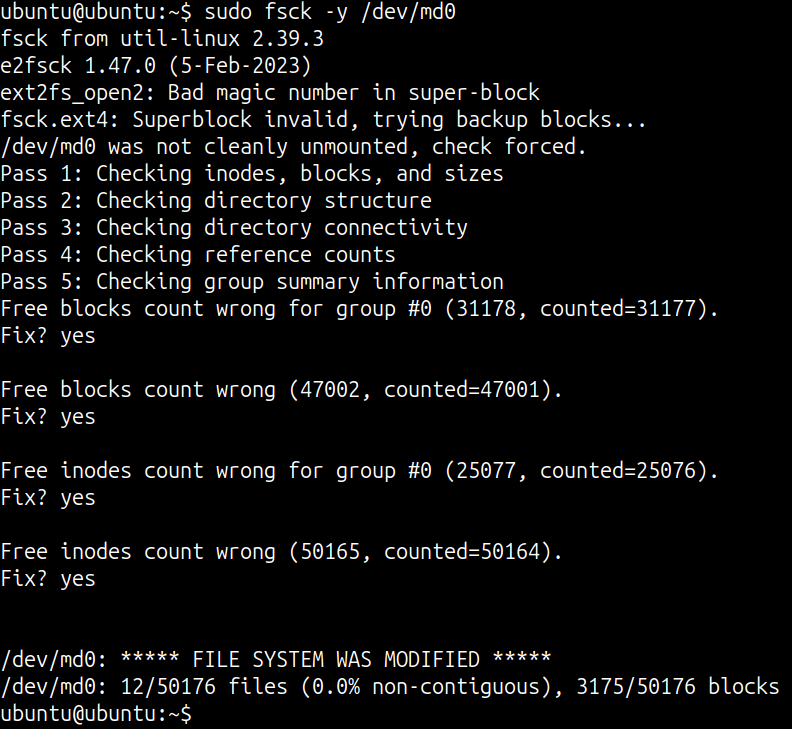 ubuntu@ubuntu:~$ sudo fsck -y /dev/md0
fsck from util-linux 2.39.3
e2fsck 1.47.0 (5-Feb-2023)
ext2fs_open2: Bad magic number in super-block
fsck.ext4: Superblock invalid, trying backup blocks...
/dev/md0 was not cleanly unmounted, check forced.
Pass 1: Checking inodes, blocks, and sizes
Pass 2: Checking directory structure
Pass 3: Checking directory connectivity
Pass 4: Checking reference counts
Pass 5: Checking group summary information
Free blocks count wrong for group #0 (31178, counted=31177).
Fix? yes
Free blocks count wrong (47002, counted=47001).
Fix? yes
Free inodes count wrong for group #0 (25077, counted=25076).
Fix? yes
Free inodes count wrong (50165, counted=50164).
Fix? yes
/dev/md0: ***** FILE SYSTEM WAS MODIFIED *****
/dev/md0: 12/50176 files (0.0% non-contiguous), 3175/50176 blocks
ubuntu@ubuntu:~$